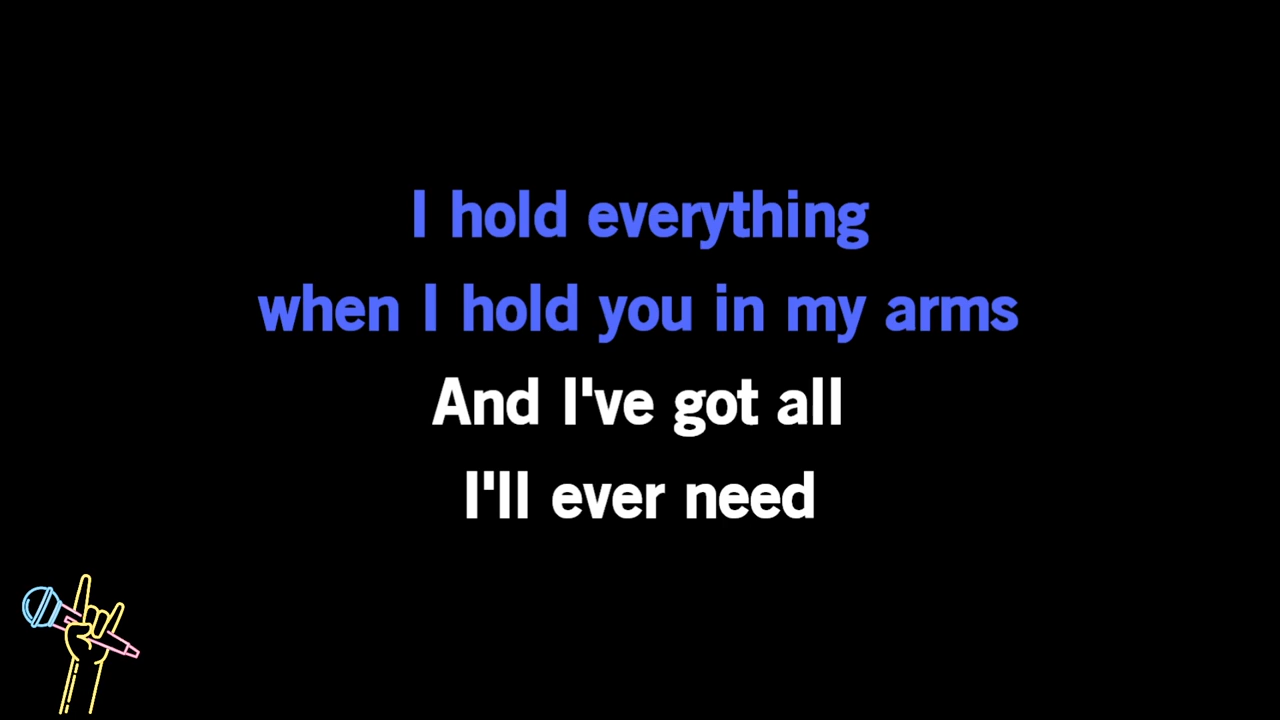 I hold everything
when I hold you in my arms
And I've got all
I'll ever need